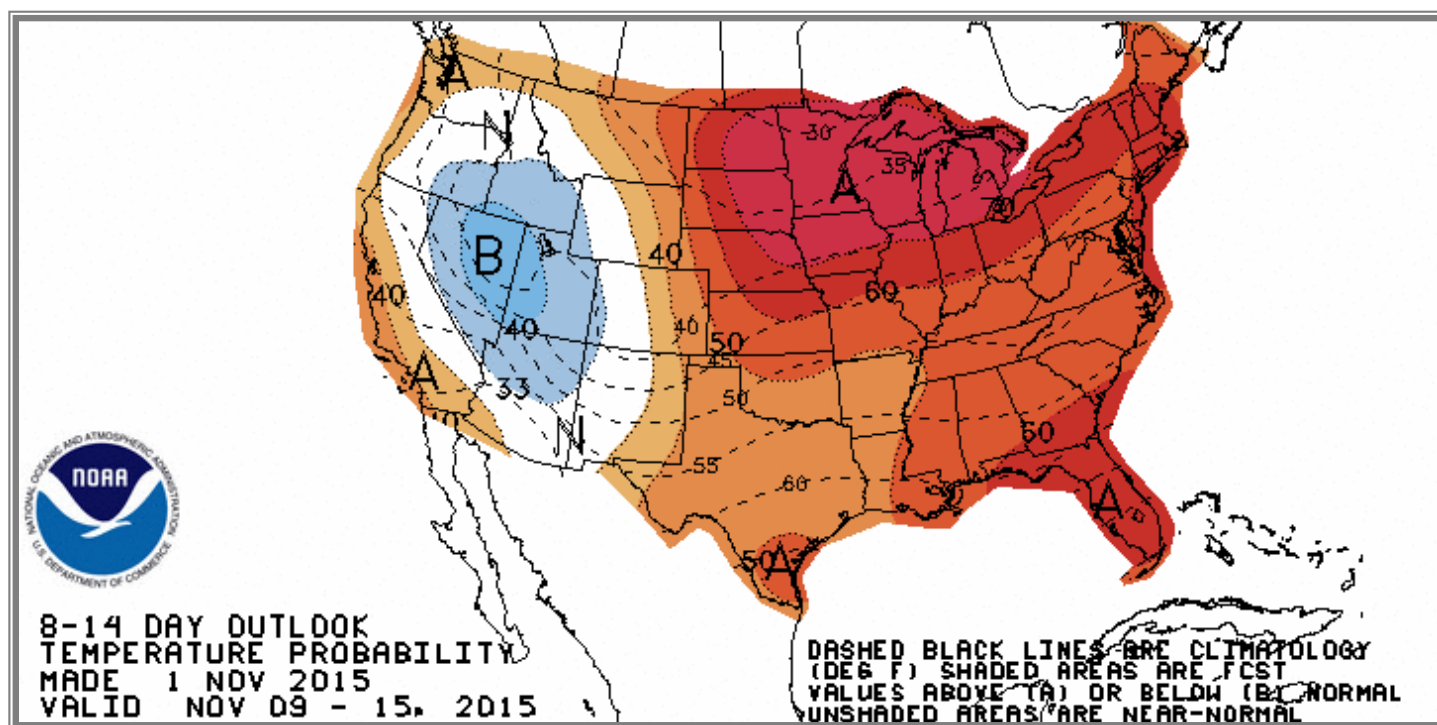 A
N
30
A
35
40
B
40
40
60
40
40
50
45
A
33
50
60
N
55
60
A
50
A
NOAA
NATIONAL OCEANIC AND ATMOSPHERIC ADMINISTRATION
U.S. DEPARTMENT OF COMMERCE
8-14 DAY OUTLOOK
TEMPERATURE PROBABILITY
MADE 1 NOV 2015
VALID NOV 09 - 15, 2015
DASHED BLACK LINES ARE CLIMATOLOGY
(DEG F) SHADED AREAS ARE FCST
VALUES ABOVE (A) OR BELOW (B) NORMAL
UNSHADED AREAS ARE NEAR-NORMAL